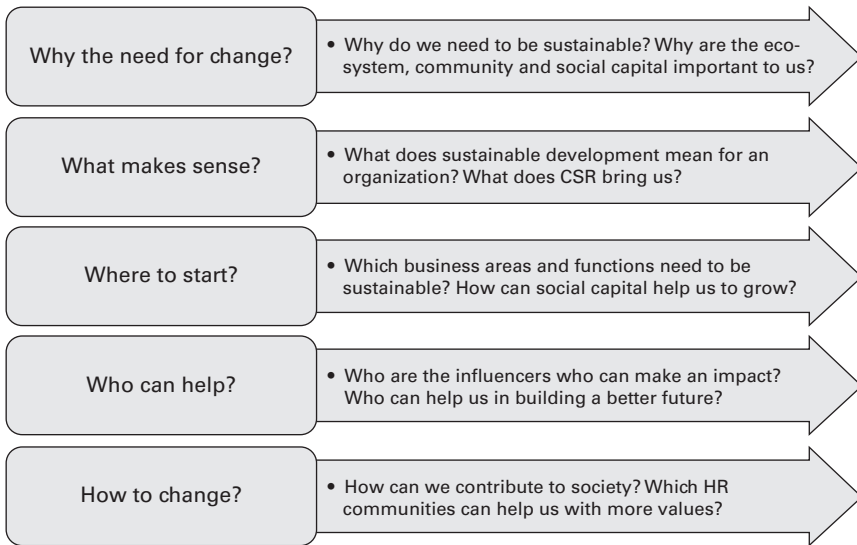 Why the need for change?
• Why do we need to be sustainable? Why are the eco-
system, community and social capital important to us?
What makes sense?
• What does sustainable development mean for an
organization? What does CSR bring us?
Where to start?
• Which business areas and functions need to be
sustainable? How can social capital help us to grow?
Who can help?
• Who are the influencers who can make an impact?
Who can help us in building a better future?
How to change?
• How can we contribute to society? Which HR
communities can help us with more values?